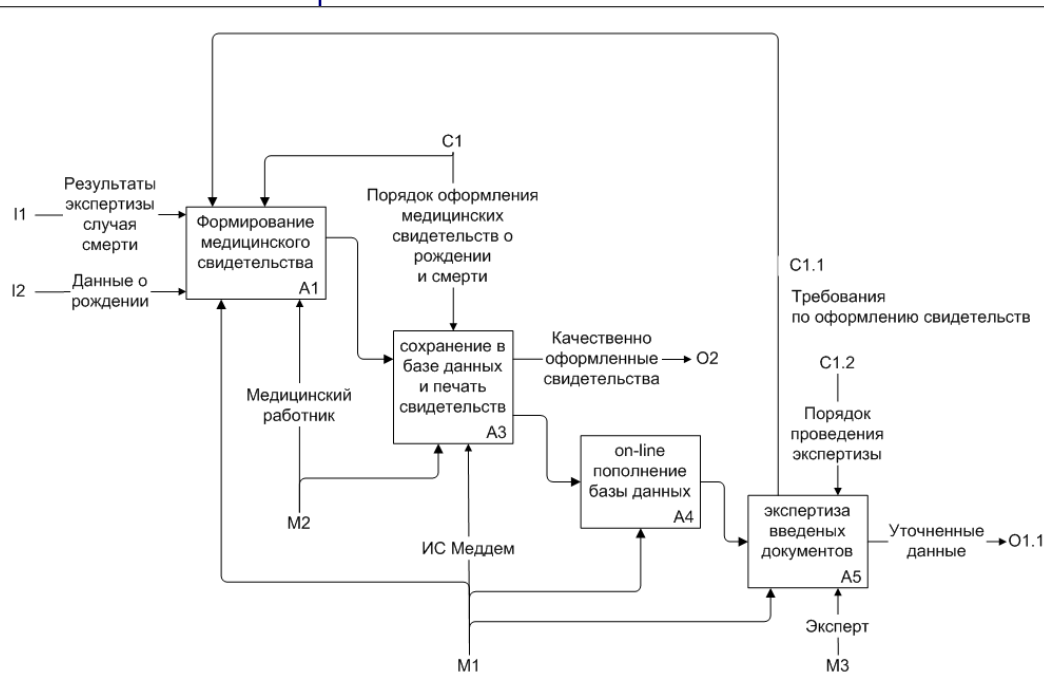 C1
Результаты
экспертизы
случая
смерти
I1
Порядок оформления
медицинских
свидетельств о
рождении
и смерти
Формирование
медицинского
свидетельства
A1
I2
Данные о
рождении
C1.1
Требования
по оформлению свидетельств
сохранение в
базе данных
и печать
свидетельств
A3
Качественно
оформленные
свидетельства
O2
C1.2
Порядок
проведения
экспертизы
Медицинский
работник
on-line
пополнение
базы данных
A4
M2
экспертиза
введеных
документов
A5
Уточненные
данные
O1.1
ИС Меддем
Эксперт
M1
M3